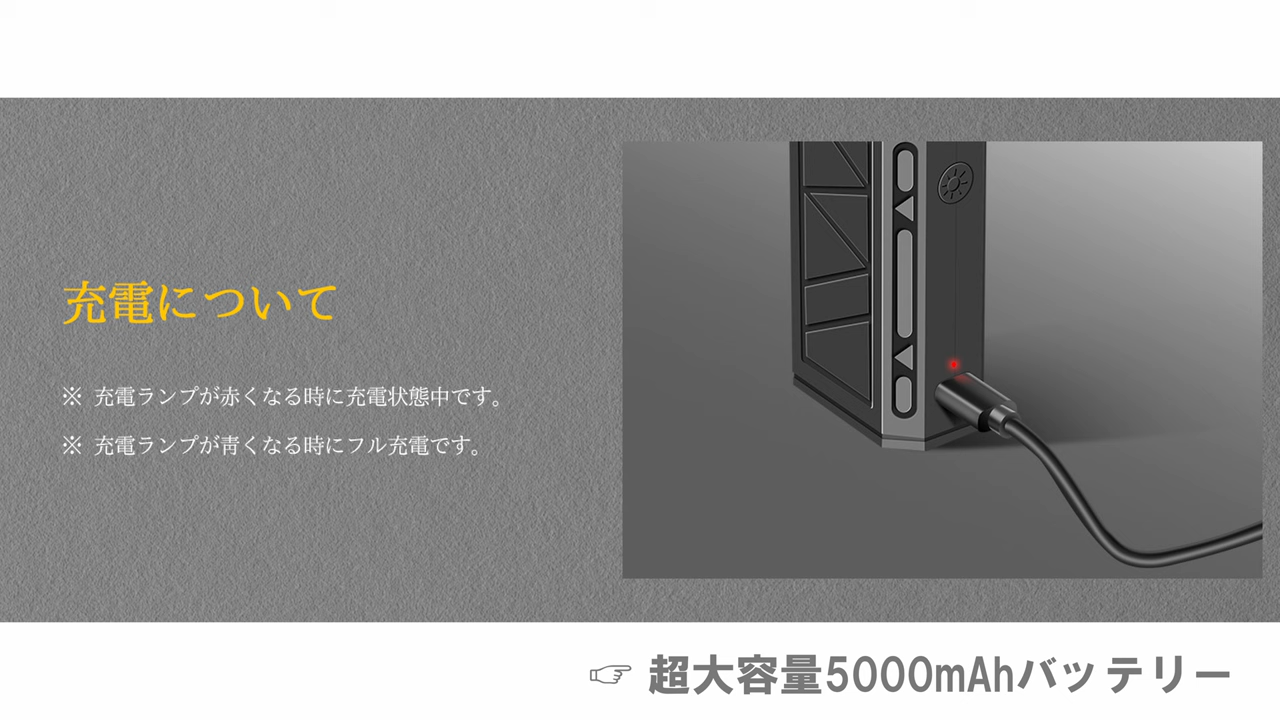 充電について
※ 充電ランプが赤くなる時に充電状態中です。
※ 充電ランプが靑くなる時にフル充電です。
☞ 超大容量5000mAhバッテリー